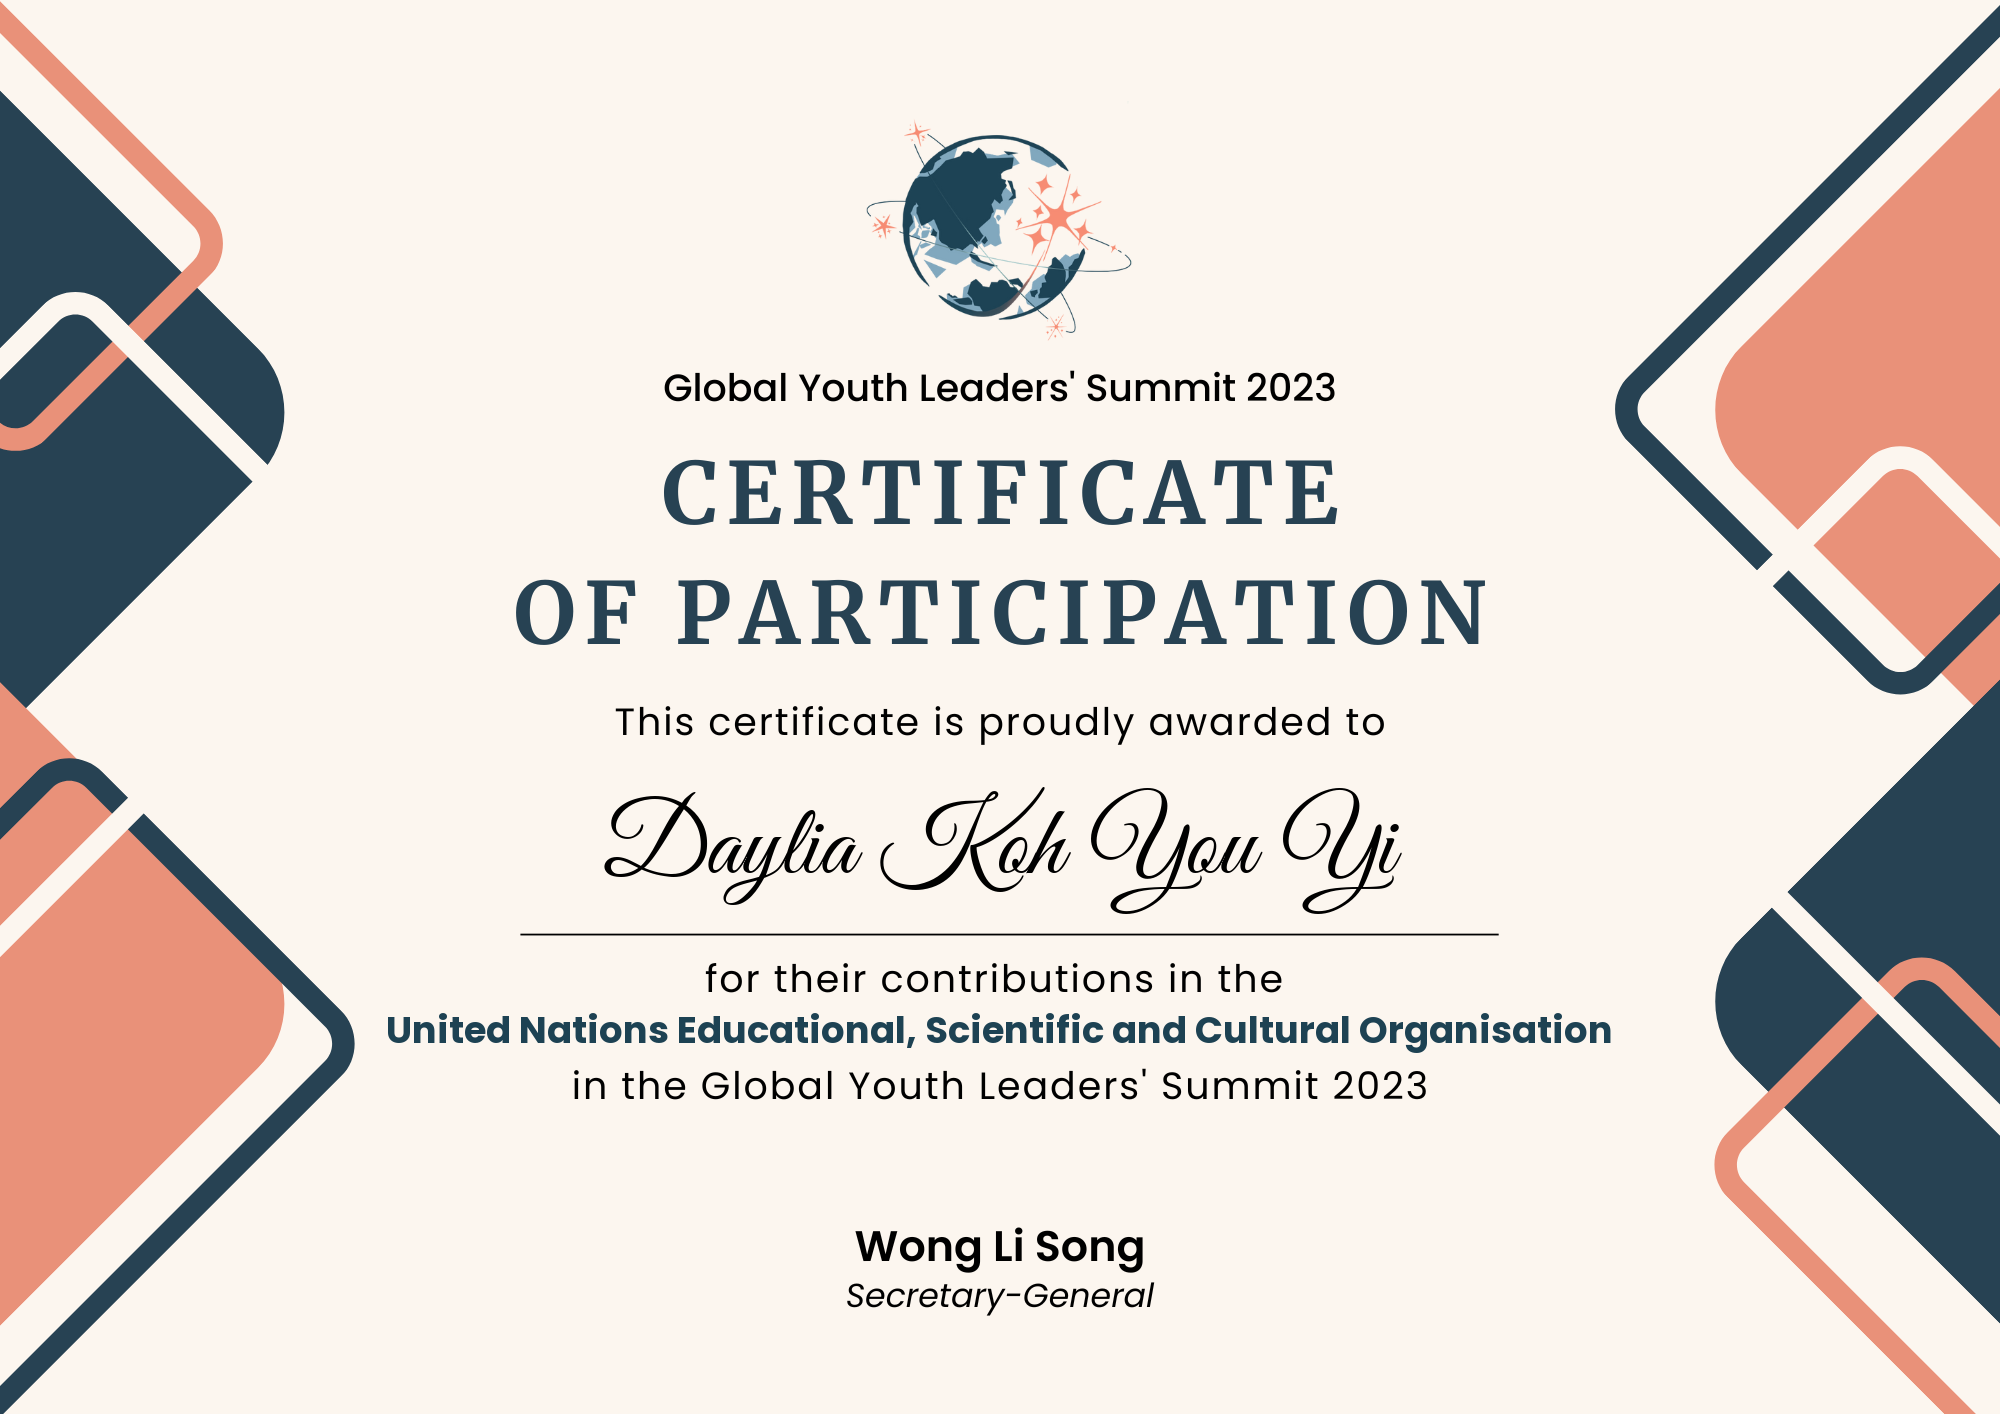 Global Youth Leaders' Summit 2023
CERTIFICATE
OF PARTICIPATION
This certificate is proudly awarded to
Daylia Koh You Yi
for their contributions in the
United Nations Educational, Scientific and Cultural Organisation
in the Global Youth Leaders' Summit 2023
Wong Li Song
Secretary-General